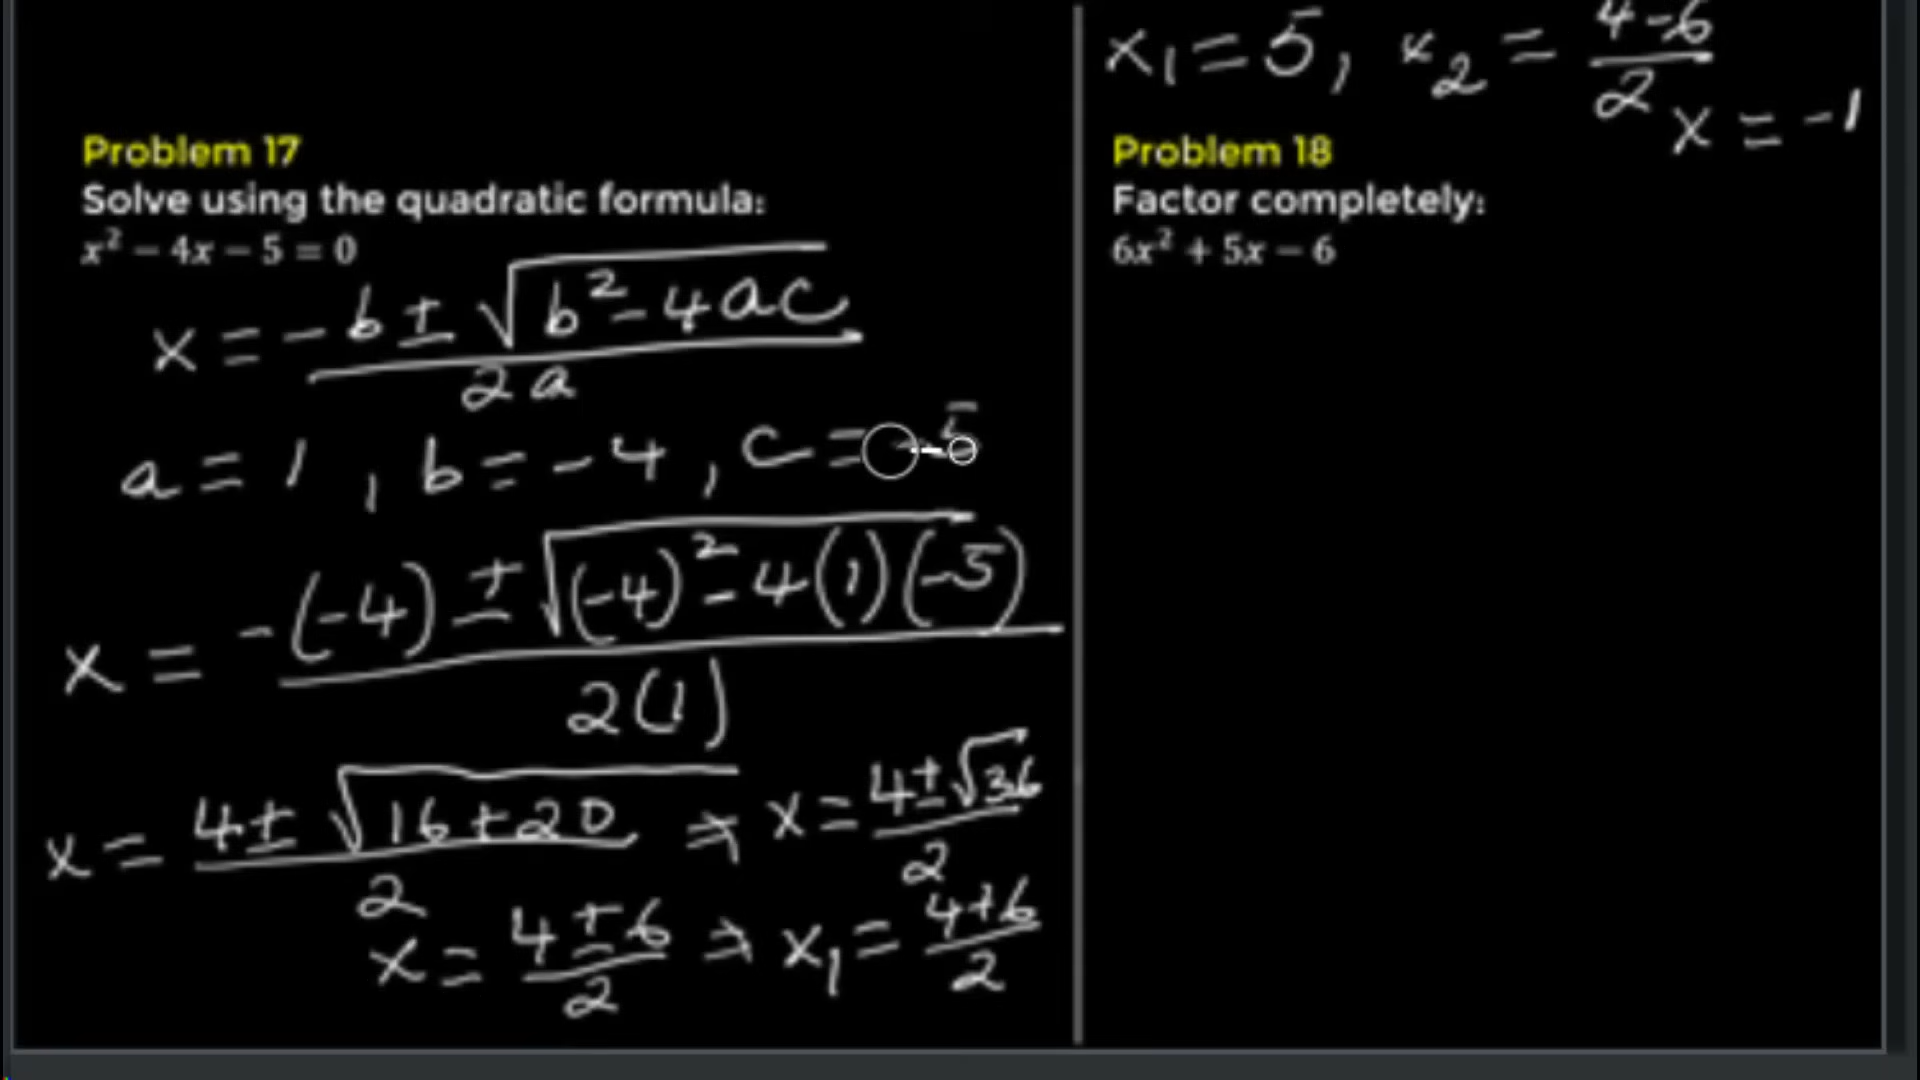 Problem 17
Solve using the quadratic formula:
x² − 4x − 5 = 0
x = −b ± √(b² − 4ac) / 2a
a = 1, b = −4, c = −5
x = −(−4) ± √((−4)² − 4(1)(−5)) / 2(1)
x = 4 ± √(16 + 20) / 2 ⇒ x = 4 ± √36 / 2
x = 4 ± 6 / 2 ⇒ x₁ = 4 + 6 / 2
x₁ = 5, x₂ = 4 − 6 / 2
x = −1
Problem 18
Factor completely:
6x² + 5x − 6